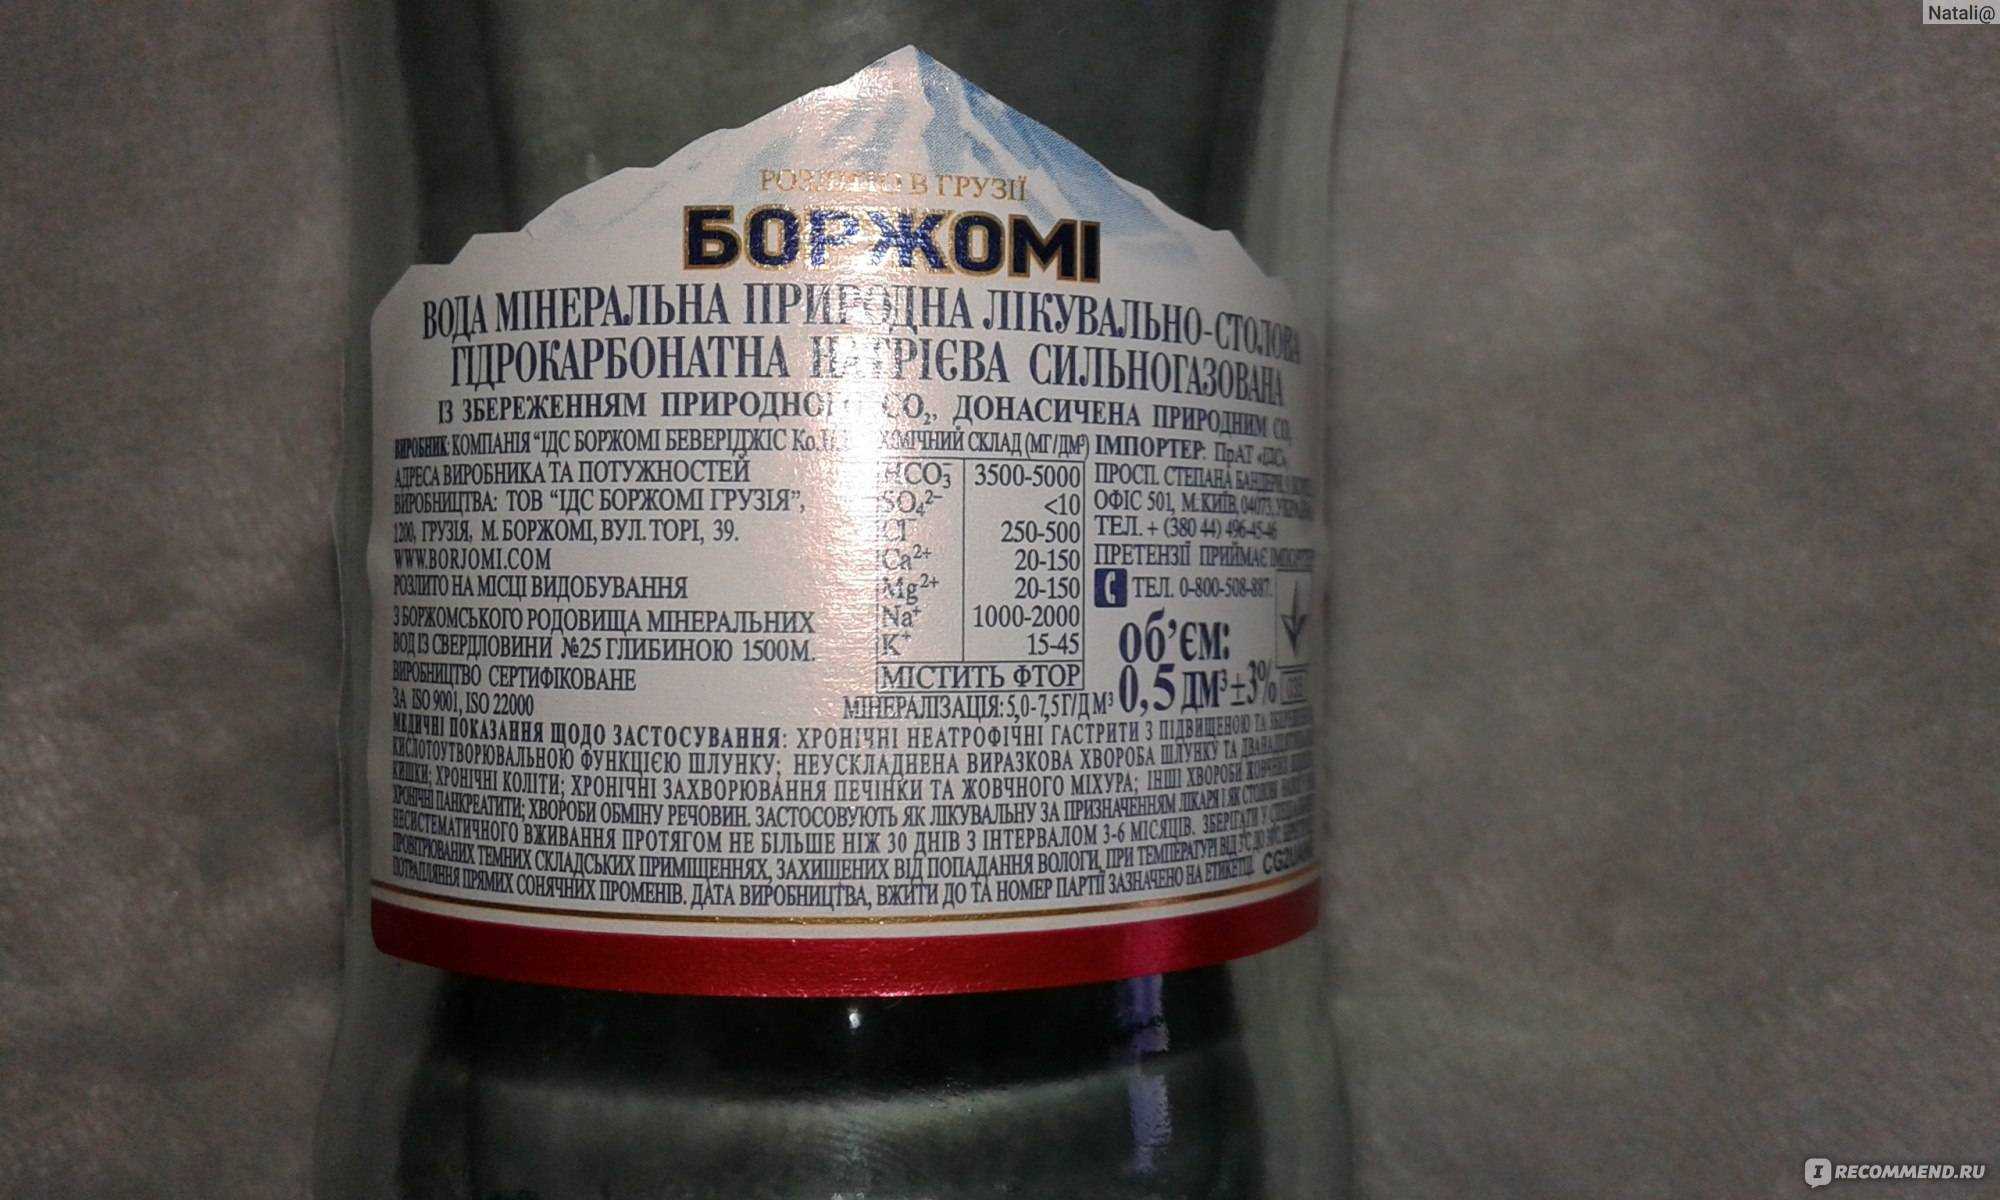 Natali@
РОЗЛИТО В ГРУЗІЇ
БОРЖОМІ
ВОДА МІНЕРАЛЬНА ПРИРОДНА ЛІКУВАЛЬНО-СТОЛОВА
ГІДРОКАРБОНАТНА НАТРІЄВА СИЛЬНОГАЗОВАНА
ІЗ ЗБЕРЕЖЕННЯМ ПРИРОДНОГО CO₂, ДОНАСИЧЕНА ПРИРОДНИМ CO₂
ВИРОБНИК: КОМПАНІЯ “ІДС БОРЖОМІ БЕВЕРІДЖІС Ко.
АДРЕСА ВИРОБНИКА ТА ПОТУЖНОСТЕЙ
ВИРОБНИЦТВА: ТОВ “ІДС БОРЖОМІ ГРУЗІЯ”,
1200, ГРУЗІЯ, М. БОРЖОМІ, ВУЛ. ТОРІ, 39.
WWW.BORJOMI.COM
РОЗЛИТО НА МІСЦІ ВИДОБУВАННЯ
З БОРЖОМСЬКОГО РОДОВИЩА МІНЕРАЛЬНИХ
ВОД ІЗ СВЕРДЛОВИНИ №25 ГЛИБИНОЮ 1500М.
ВИРОБНИЦТВО СЕРТИФІКОВАНЕ
ЗА ISO 9001, ISO 22000
ХІМІЧНИЙ СКЛАД (МГ/ДМ³)
HCO₃⁻ 3500-5000
SO₄²⁻ <10
Cl⁻ 250-500
Ca²⁺ 20-150
Mg²⁺ 20-150
Na⁺ 1000-2000
K⁺ 15-45
МІСТИТЬ ФТОР
МІНЕРАЛІЗАЦІЯ: 5,0-7,5Г/ДМ³
ІМПОРТЕР: ПрАТ «ІДС»
ПРОСП. СТЕПАНА БАНДЕРИ,
ОФІС 501, М. КИЇВ, 04073, УКРАЇНА
ТЕЛ. + (380 44) 496-45-46
ПРЕТЕНЗІЇ ПРИЙМАЄ ІМПОРТЕР
ТЕЛ. 0-800-508-887.
ОБ’ЄМ:
0,5 ДМ³ ±3%
МЕДИЧНІ ПОКАЗАННЯ ЩОДО ЗАСТОСУВАННЯ: ХРОНІЧНІ НЕАТРОФІЧНІ ГАСТРИТИ З ПІДВИЩЕНОЮ ТА
КИСЛОТОУТВОРЮВАЛЬНОЮ ФУНКЦІЄЮ ШЛУНКУ; НЕУСКЛАДНЕНА ВИРАЗКОВА ХВОРОБА ШЛУНКУ ТА
КИШКИ; ХРОНІЧНІ КОЛІТИ; ХРОНІЧНІ ЗАХВОРЮВАННЯ ПЕЧІНКИ ТА ЖОВЧНОГО МІХУРА; ІНШІ ХВОРОБИ
ХРОНІЧНІ ПАНКРЕАТИТИ; ХВОРОБИ ОБМІНУ РЕЧОВИН. ЗАСТОСОВУЮТЬ ЯК ЛІКУВАЛЬНУ ЗА ПРИЗНАЧЕННЯМ ЛІКАРЯ І ЯК СТОЛОВУ
НЕСИСТЕМАТИЧНОГО ВЖИВАННЯ ПРОТЯГОМ НЕ БІЛЬШЕ НІЖ 30 ДНІВ З ІНТЕРВАЛОМ 3-6 МІСЯЦІВ. ЗБЕРІГАТИ У
ПРОВІТРЮВАНИХ ТЕМНИХ СКЛАДСЬКИХ ПРИМІЩЕННЯХ, ЗАХИЩЕНИХ ВІД ПОПАДАННЯ ВОЛОГИ, ПРИ ТЕМПЕРАТУРІ ВІД
ПОТРАПЛЯННЯ ПРЯМИХ СОНЯЧНИХ ПРОМЕНІВ. ДАТА ВИРОБНИЦТВА, ВЖИТИ ДО ТА НОМЕР ПАРТІЇ ЗАЗНАЧЕНО НА ЕТИКЕТЦІ.
IRECOMMEND.RU